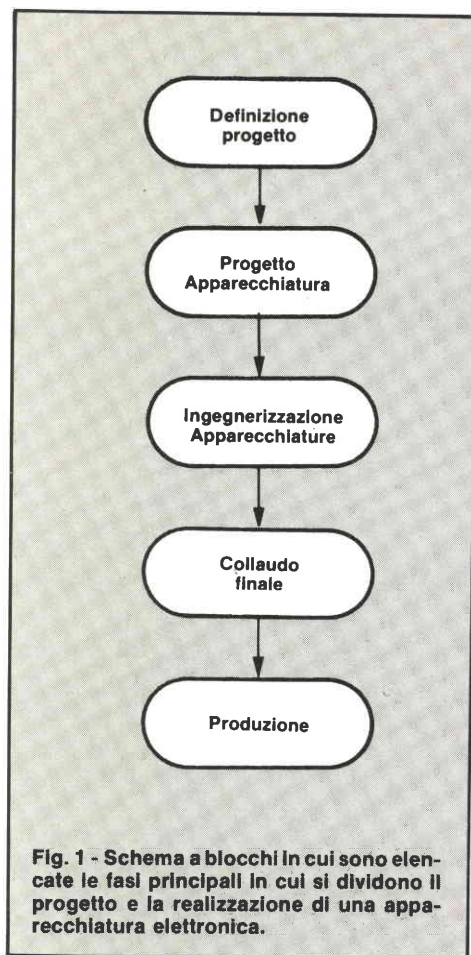 Definizione
progetto
Progetto
Apparecchiatura
Ingegnerizzazione
Apparecchiature
Collaudo
finale
Produzione
Fig. 1 - Schema a blocchi in cui sono elen-
cate le fasi principali in cui si dividono il
progetto e la realizzazione di una appa-
recchiatura elettronica.